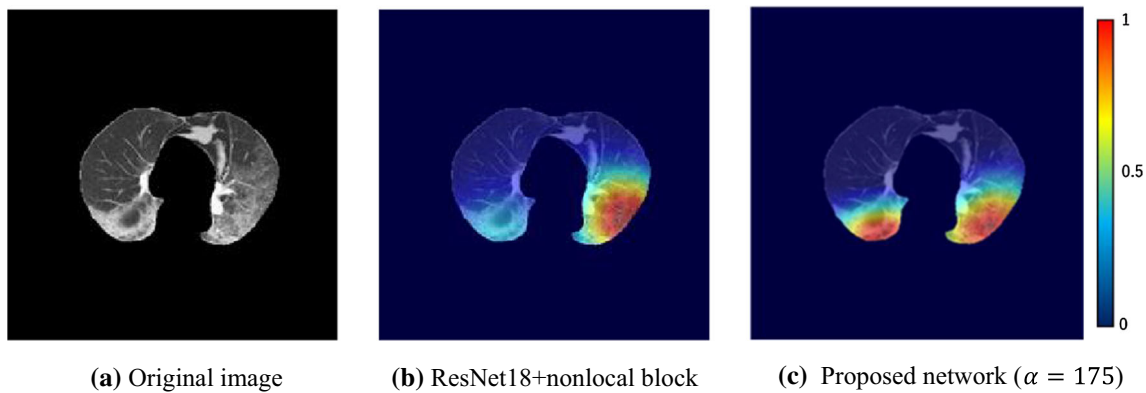 1
0.5
0
(a) Original image
(b) ResNet18+nonlocal block
(c) Proposed network (𝛼 = 175)